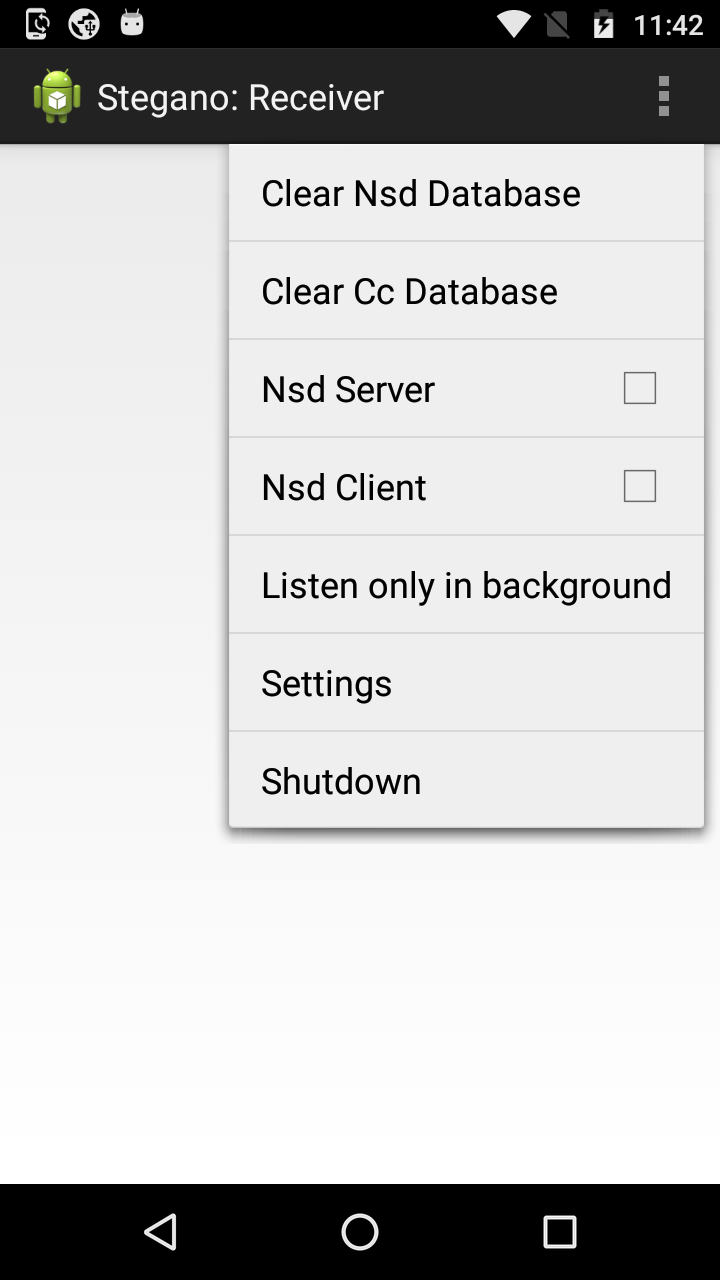 11:42
Stegano: Receiver
Clear Nsd Database
Clear Cc Database
Nsd Server
Nsd Client
Listen only in background
Settings
Shutdown